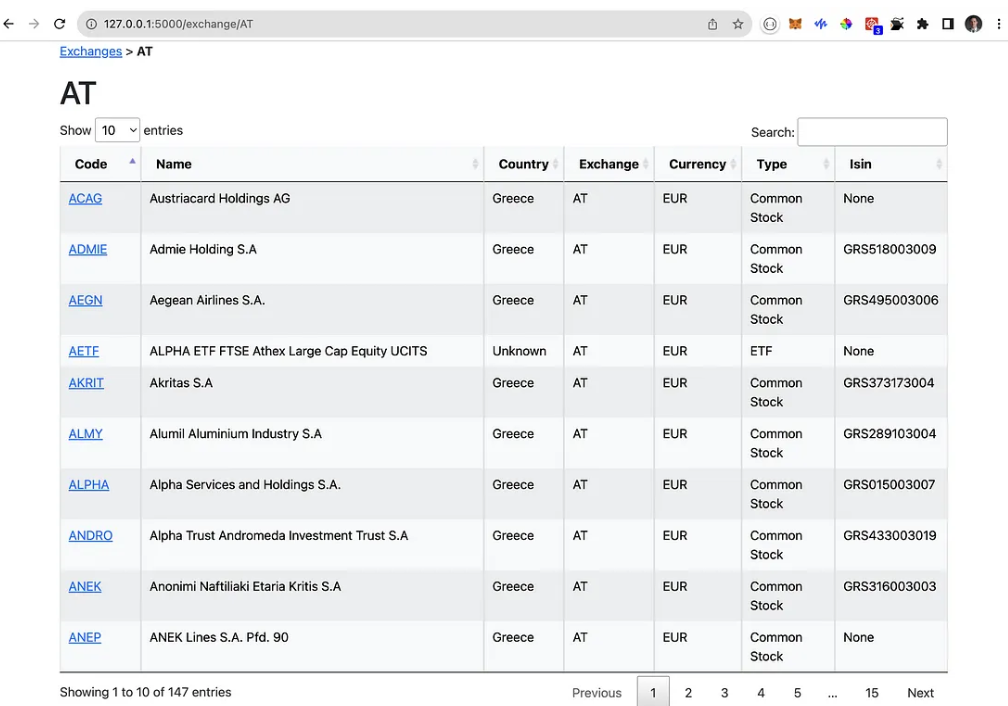 127.0.0.1:5000/exchange/AT
3
Exchanges > AT
AT
Show 10 entries
Search:
Code Name Country Exchange Currency Type Isin
ACAG Austriacard Holdings AG Greece AT EUR Common Stock None
ADMIE Admie Holding S.A Greece AT EUR Common Stock GRS518003009
AEGN Aegean Airlines S.A. Greece AT EUR Common Stock GRS495003006
AETF ALPHA ETF FTSE Athex Large Cap Equity UCITS Unknown AT EUR ETF None
AKRIT Akritas S.A Greece AT EUR Common Stock GRS373173004
ALMY Alumil Aluminium Industry S.A Greece AT EUR Common Stock GRS289103004
ALPHA Alpha Services and Holdings S.A. Greece AT EUR Common Stock GRS015003007
ANDRO Alpha Trust Andromeda Investment Trust S.A Greece AT EUR Common Stock GRS433003019
ANEK Anonimi Naftiliaki Etaria Kritis S.A Greece AT EUR Common Stock GRS316003003
ANEP ANEK Lines S.A. Pfd. 90 Greece AT EUR Common Stock None
Showing 1 to 10 of 147 entries
Previous 1 2 3 4 5 ... 15 Next